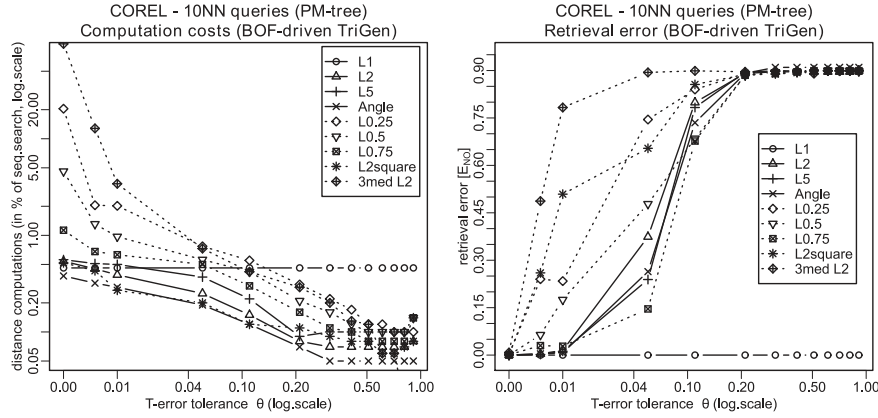 COREL - 10NN queries (PM-tree)
Computation costs (BOF-driven TriGen)
distance computations (in % of seq.search, log.scale)
20.00
5.00
1.00
0.20
0.05
L1
L2
L5
Angle
L0.25
L0.5
L0.75
L2square
3med L2
0.00 0.01 0.04 0.10 0.20 0.50 1.00
T-error tolerance θ (log.scale)
COREL - 10NN queries (PM-tree)
Retrieval error (BOF-driven TriGen)
retrieval error [E_NO]
0.90
0.75
0.60
0.45
0.30
0.15
0.00
L1
L2
L5
Angle
L0.25
L0.5
L0.75
L2square
3med L2
0.00 0.01 0.04 0.10 0.20 0.50 1.00
T-error tolerance θ (log.scale)